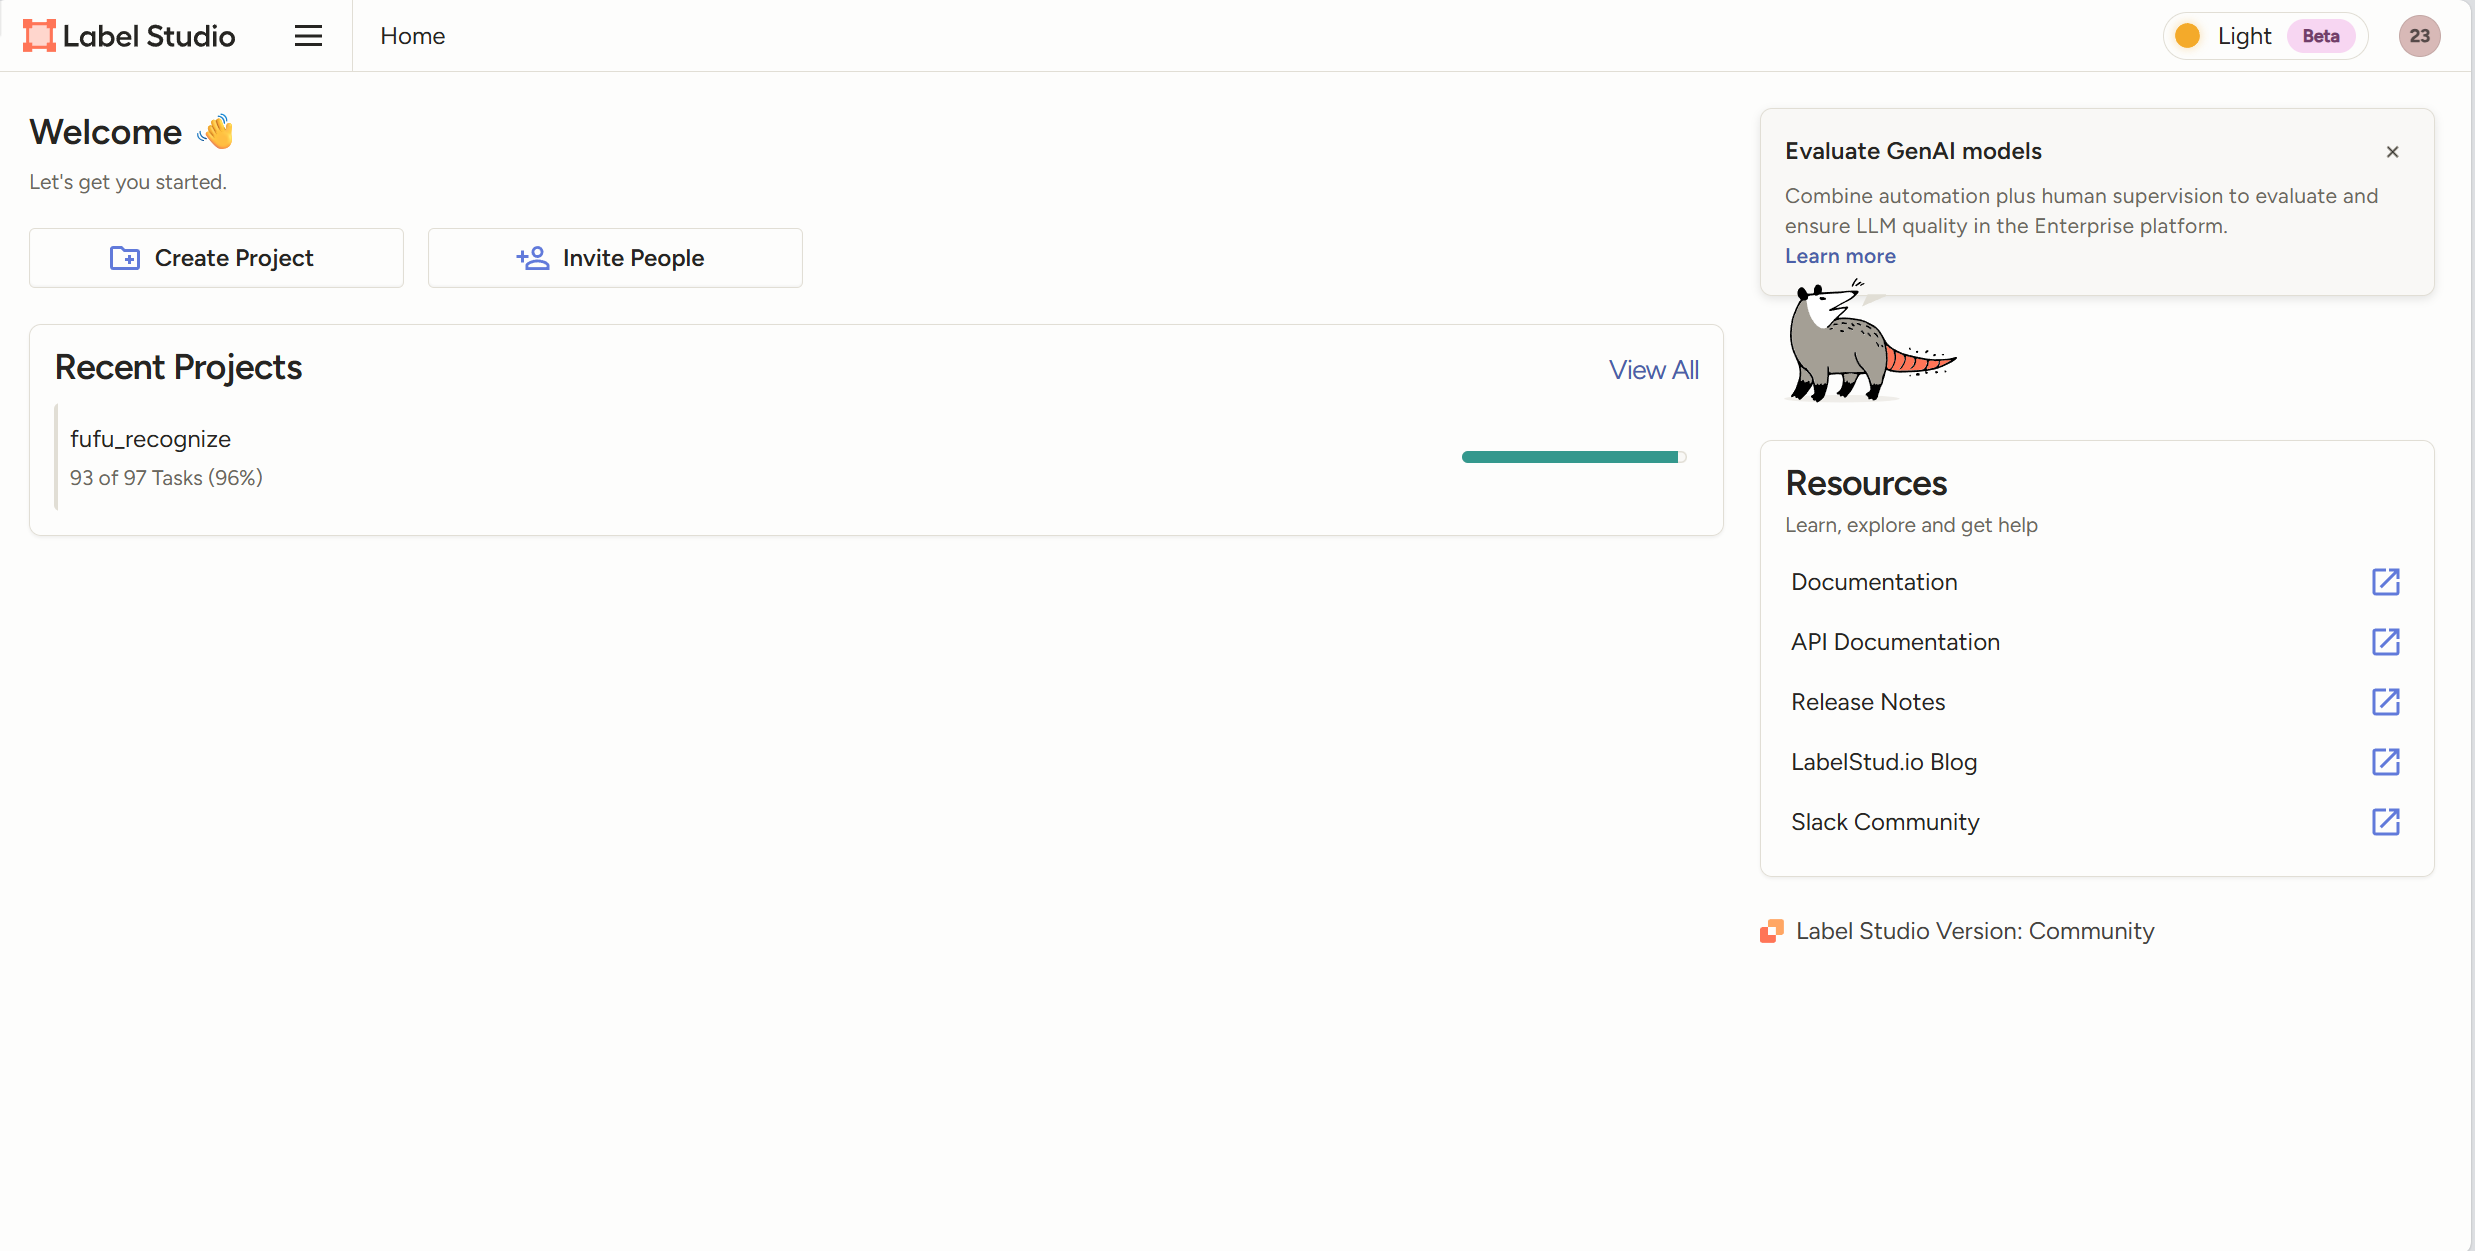 Label Studio
Home
Light
Beta
23
Welcome 👋
Let's get you started.
Create Project
Invite People
Recent Projects
View All
fufu_recognize
93 of 97 Tasks (96%)
Evaluate GenAI models
×
Combine automation plus human supervision to evaluate and
ensure LLM quality in the Enterprise platform.
Learn more
Resources
Learn, explore and get help
Documentation
API Documentation
Release Notes
LabelStud.io Blog
Slack Community
Label Studio Version: Community